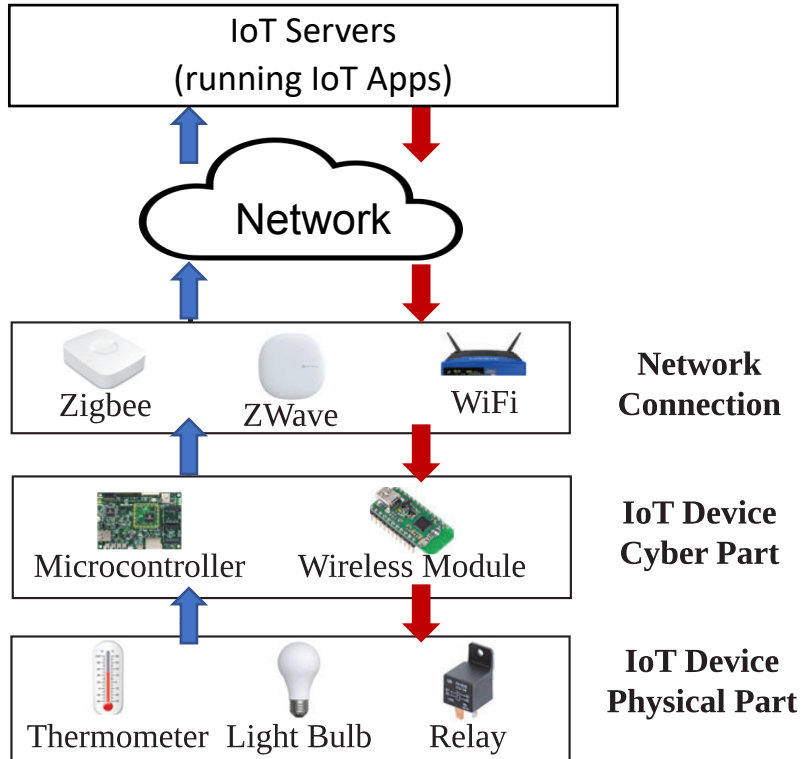 IoT Servers
(running IoT Apps)
Network
Zigbee
ZWave
WiFi
Network
Connection
Microcontroller
Wireless Module
IoT Device
Cyber Part
Thermometer
Light Bulb
Relay
IoT Device
Physical Part